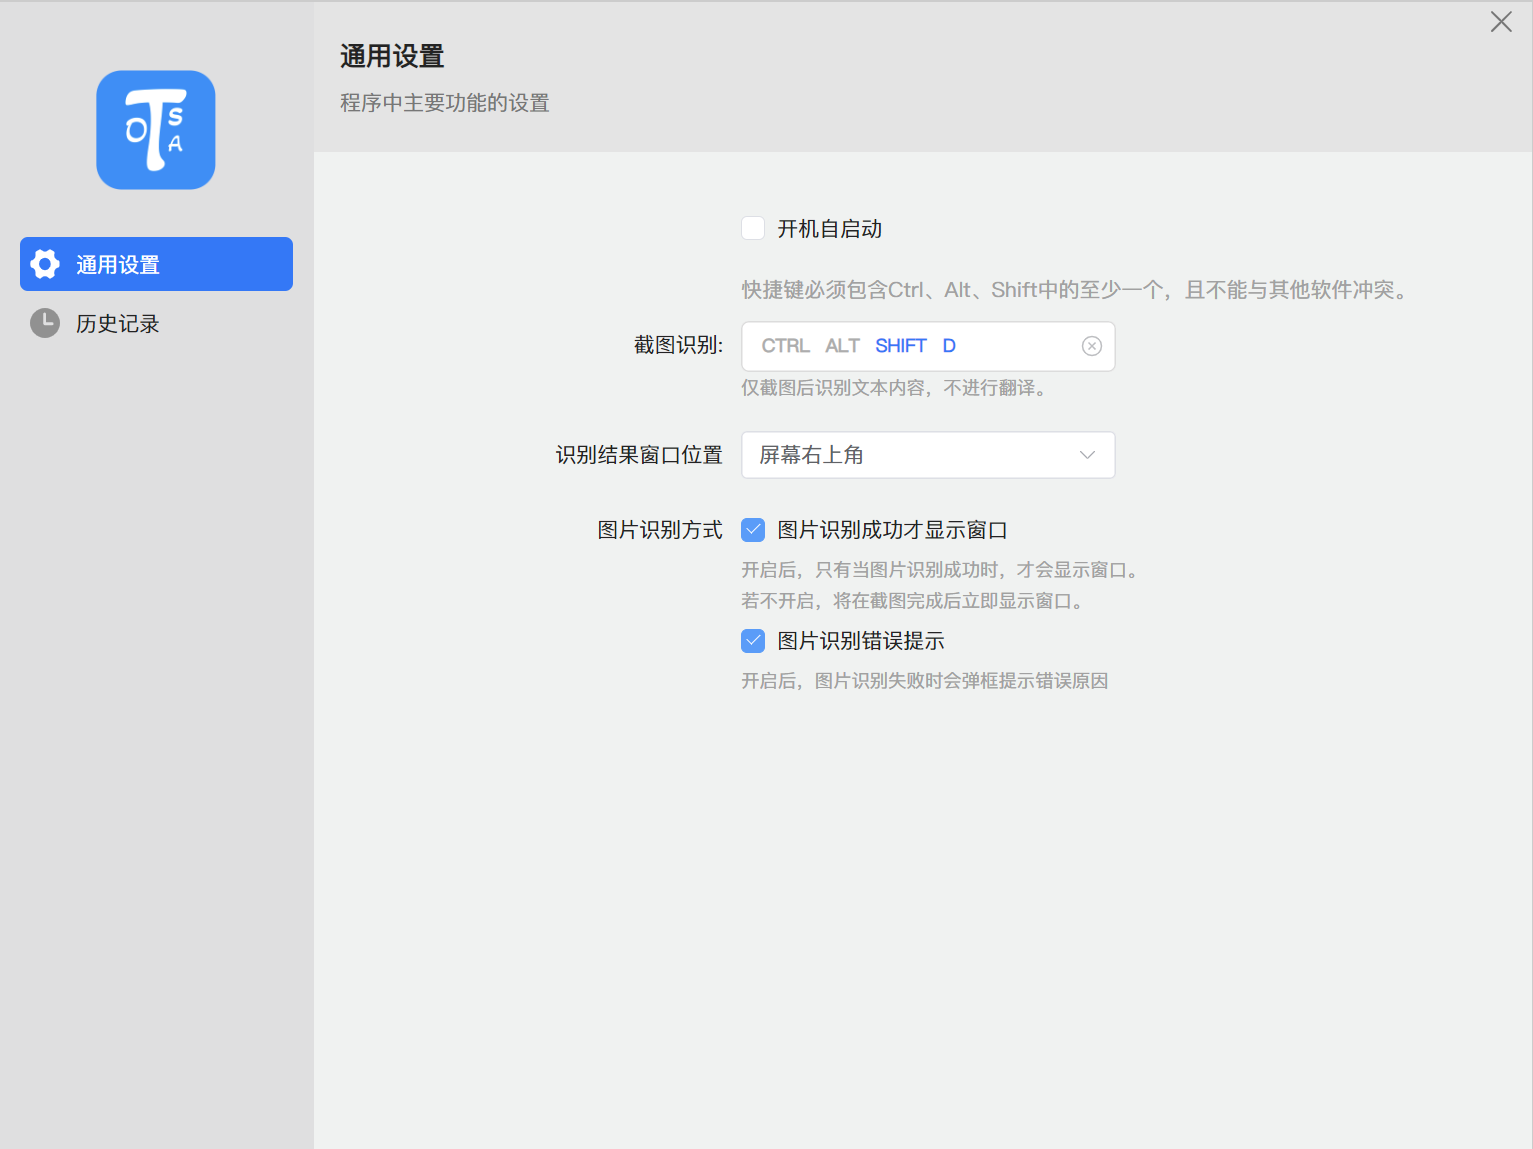 OTSA
通用设置
历史记录
通用设置
程序中主要功能的设置
开机自启动
快捷键必须包含Ctrl、Alt、Shift中的至少一个，且不能与其他软件冲突。
截图识别: CTRL ALT SHIFT D
仅截图后识别文本内容，不进行翻译。
识别结果窗口位置 屏幕右上角
图片识别方式 图片识别成功才显示窗口
开启后，只有当图片识别成功时，才会显示窗口。
若不开启，将在截图完成后立即显示窗口。
图片识别错误提示
开启后，图片识别失败时会弹框提示错误原因